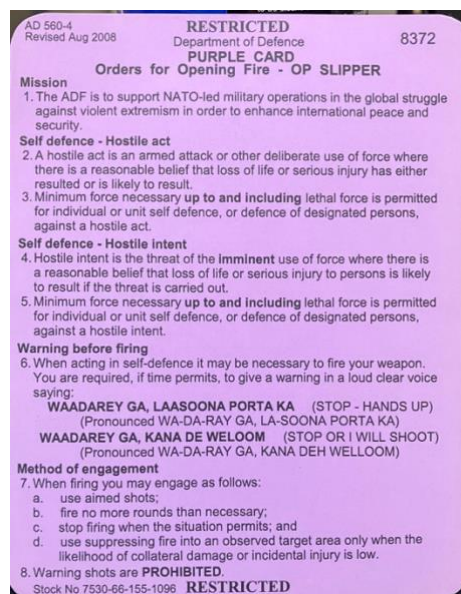 AD 560-4
Revised Aug 2008
RESTRICTED
Department of Defence
8372
PURPLE CARD
Orders for Opening Fire - OP SLIPPER
Mission
1. The ADF is to support NATO-led military operations in the global struggle
against violent extremism in order to enhance international peace and
security.
Self defence - Hostile act
2. A hostile act is an armed attack or other deliberate use of force where
there is a reasonable belief that loss of life or serious injury has either
resulted or is likely to result.
3. Minimum force necessary up to and including lethal force is permitted
for individual or unit self defence, or defence of designated persons,
against a hostile act.
Self defence - Hostile intent
4. Hostile intent is the threat of the imminent use of force where there is
a reasonable belief that loss of life or serious injury to persons is likely
to result if the threat is carried out.
5. Minimum force necessary up to and including lethal force is permitted
for individual or unit self defence, or defence of designated persons,
against a hostile intent.
Warning before firing
6. When acting in self-defence it may be necessary to fire your weapon.
You are required, if time permits, to give a warning in a loud clear voice
saying:
WAADAREY GA, LAASOONA PORTA KA (STOP - HANDS UP)
(Pronounced WA-DA-RAY GA, LA-SOONA PORTA KA)
WAADAREY GA, KANA DE WELOOM (STOP OR I WILL SHOOT)
(Pronounced WA-DA-RAY GA, KANA DEH WELLOOM)
Method of engagement
7. When firing you may engage as follows:
a. use aimed shots;
b. fire no more rounds than necessary;
c. stop firing when the situation permits; and
d. use suppressing fire into an observed target area only when the
likelihood of collateral damage or incidental injury is low.
8. Warning shots are PROHIBITED.
Stock No 7530-66-155-1096 RESTRICTED